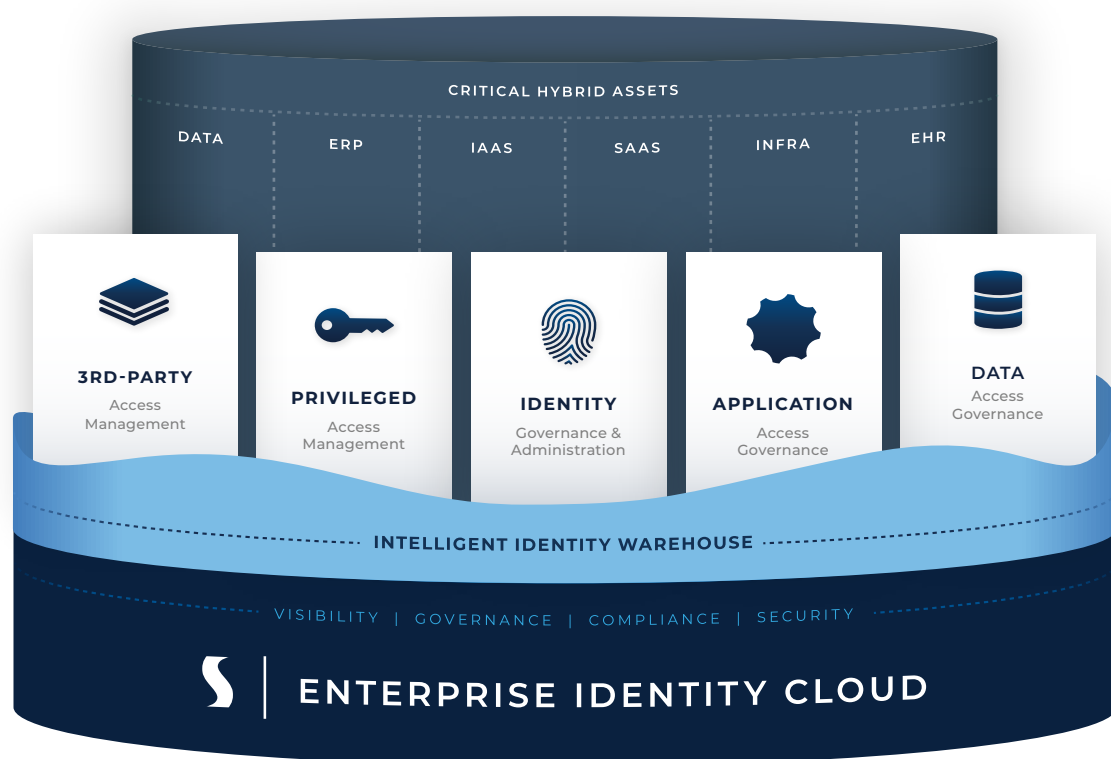 CRITICAL HYBRID ASSETS
DATA
ERP
IAAS
SAAS
INFRA
EHR
3RD-PARTY
Access
Management
PRIVILEGED
Access
Management
IDENTITY
Governance &
Administration
APPLICATION
Access
Governance
DATA
Access
Governance
INTELLIGENT IDENTITY WAREHOUSE
VISIBILITY | GOVERNANCE | COMPLIANCE | SECURITY
ENTERPRISE IDENTITY CLOUD